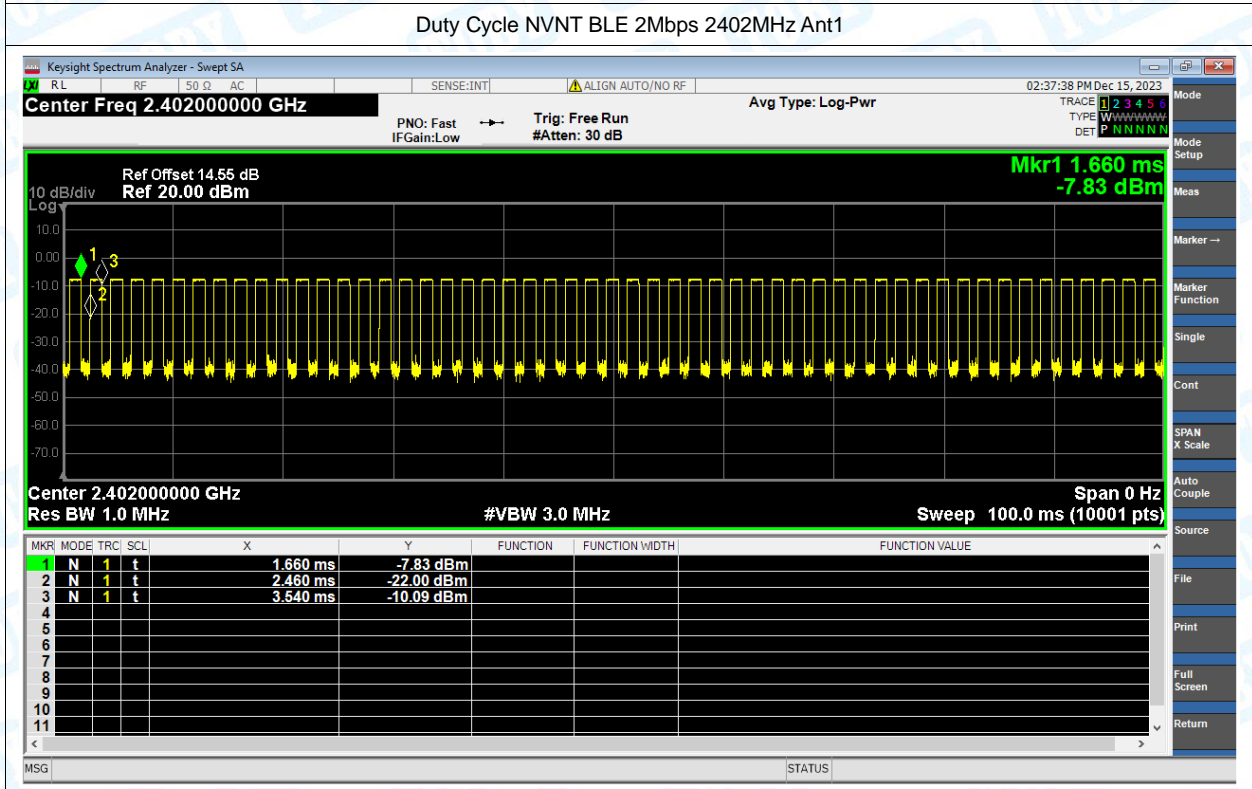 Duty Cycle NVNT BLE 2Mbps 2402MHz Ant1
Keysight Spectrum Analyzer - Swept SA
LXI RL RF 50 Ω AC SENSE:INT ALIGN AUTO/NO RF 02:37:38 PM Dec 15, 2023
Center Freq 2.402000000 GHz
PNO: Fast
IFGain:Low
Trig: Free Run
#Atten: 30 dB
Avg Type: Log-Pwr
TRACE 1 2 3 4 5 6
TYPE WWWWWWW
DET P N N N N N
Mkr1 1.660 ms
-7.83 dBm
Ref Offset 14.55 dB
10 dB/div Ref 20.00 dBm
Log
10.0
0.00
-10.0
-20.0
-30.0
-40.0
-50.0
-60.0
-70.0
1
3
2
Center 2.402000000 GHz Span 0 Hz
Res BW 1.0 MHz #VBW 3.0 MHz Sweep 100.0 ms (10001 pts)
MKR MODE TRC SCL X Y FUNCTION FUNCTION WIDTH FUNCTION VALUE
1 N 1 t 1.660 ms -7.83 dBm
2 N 1 t 2.460 ms -22.00 dBm
3 N 1 t 3.540 ms -10.09 dBm
4
5
6
7
8
9
10
11
MSG STATUS
Mode
Mode
Setup
Meas
Marker →
Marker
Function
Single
Cont
SPAN
X Scale
Auto
Couple
Source
File
Print
Full
Screen
Return